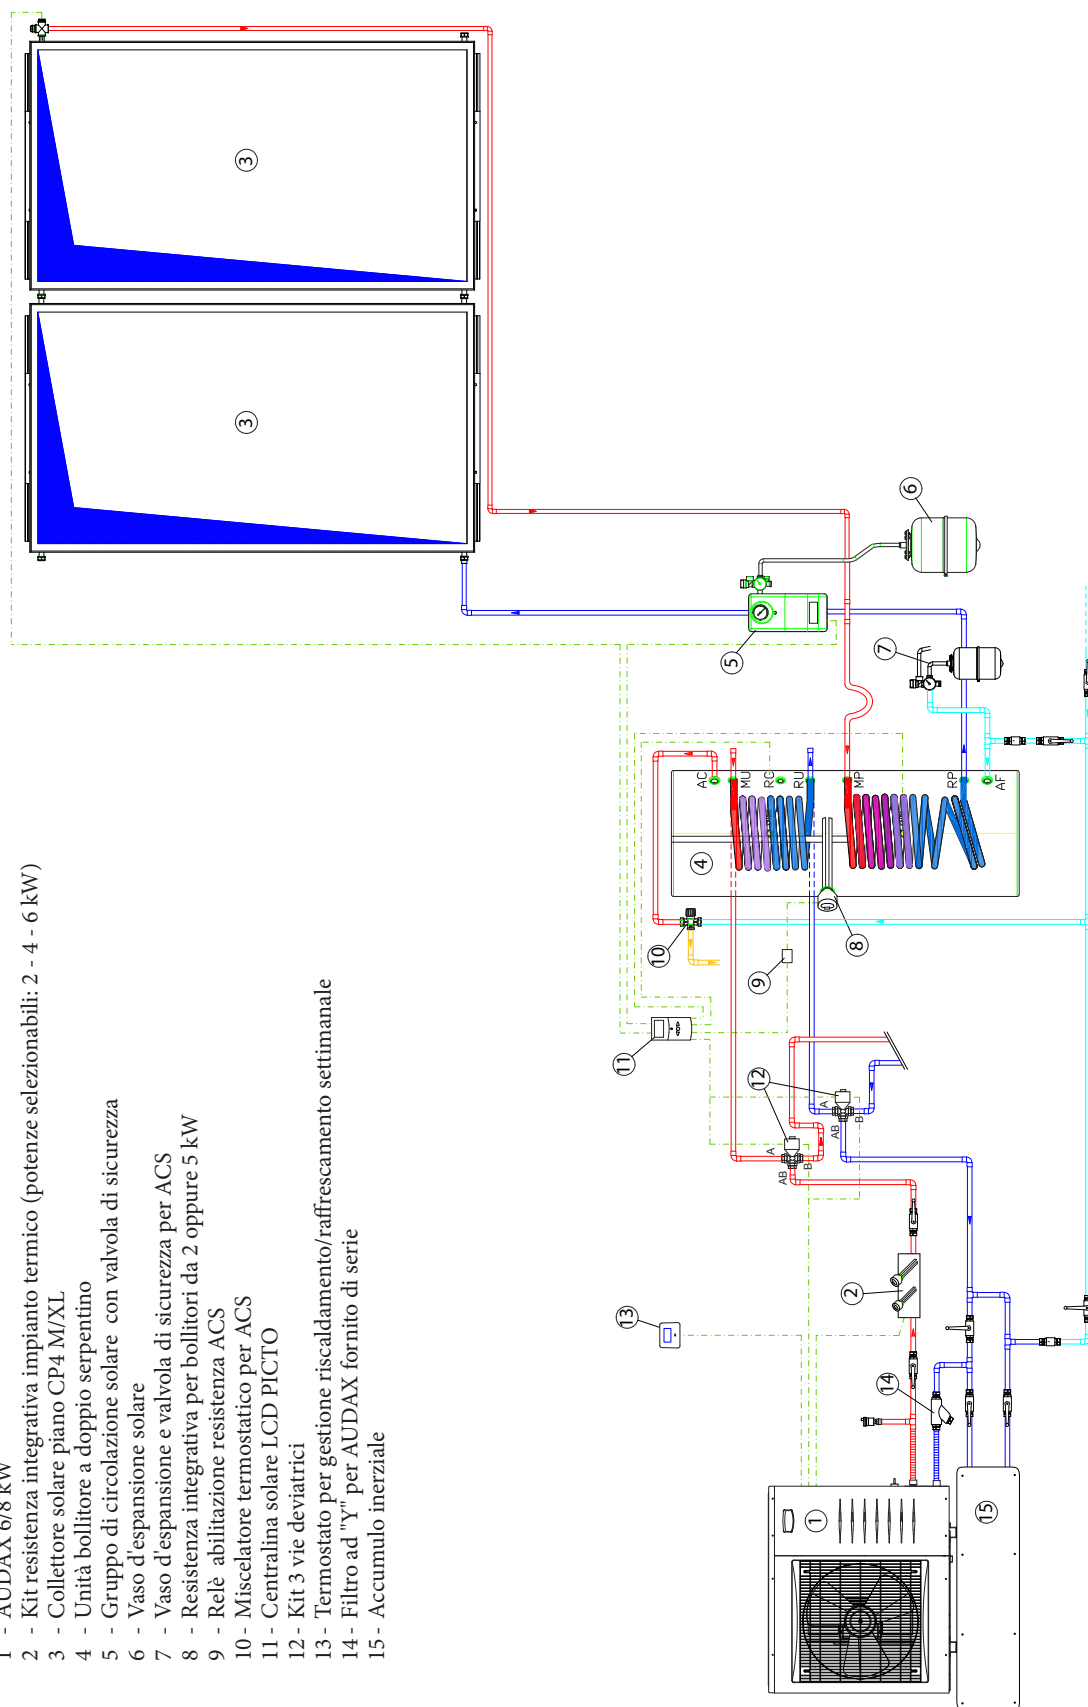 1 - AUDAX 6/8 kW
2 - Kit resistenza integrativa impianto termico (potenze selezionabili: 2 - 4 - 6 kW)
3 - Collettore solare piano CP4 M/XL
4 - Unità bollitore a doppio serpentino
5 - Gruppo di circolazione solare con valvola di sicurezza
6 - Vaso d'espansione solare
7 - Vaso d'espansione e valvola di sicurezza per ACS
8 - Resistenza integrativa per bollitori da 2 oppure 5 kW
9 - Relè abilitazione resistenza ACS
10 - Miscelatore termostatico per ACS
11 - Centralina solare LCD PICTO
12 - Kit 3 vie deviatrici
13 - Termostato per gestione riscaldamento/raffrescamento settimanale
14 - Filtro ad "Y" per AUDAX fornito di serie
15 - Accumulo inerziale
3
3
6
5
7
AC
MU
RC
RU
MP
RP
AF
4
10
9
8
11
12
A
AB
B
A
AB
B
13
2
14
1
15